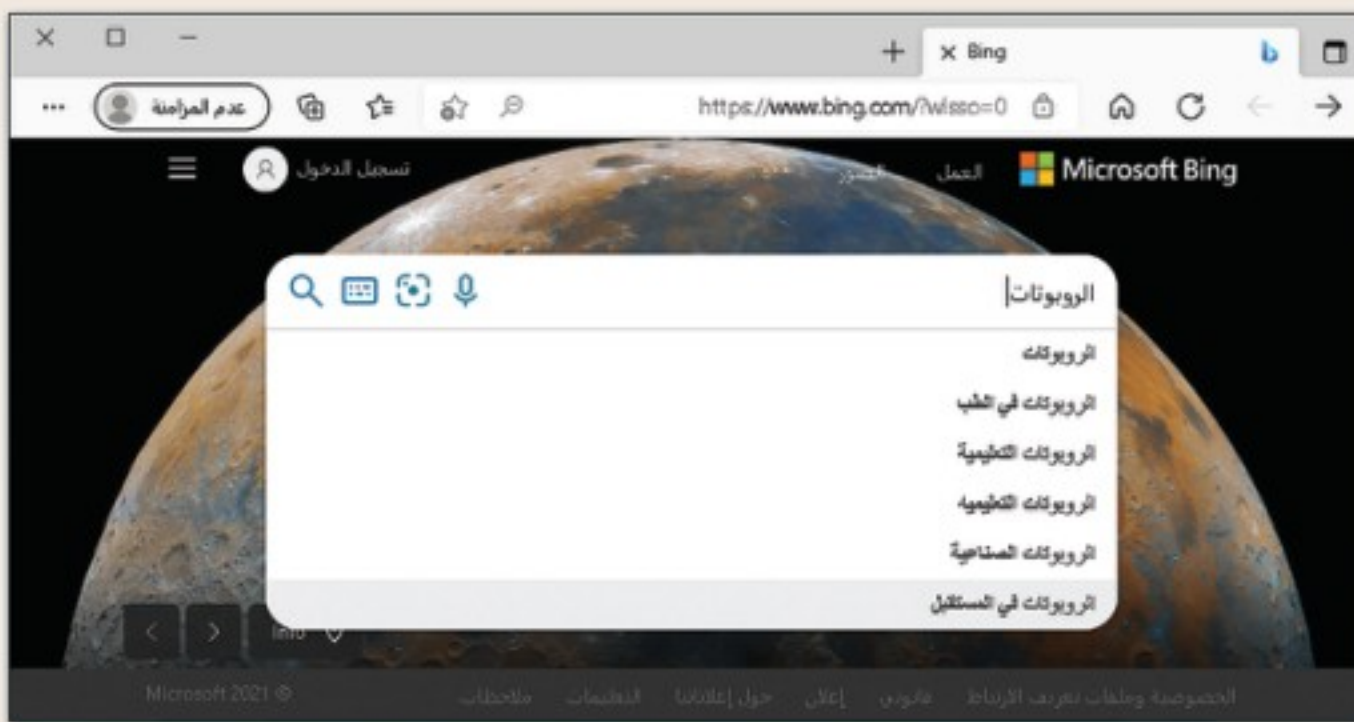 Bing
https://www.bing.com/?wlsso=0
عدم المزامنة
Microsoft Bing
العمل
الصور
تسجيل الدخول
الروبوتات
الروبوتات
الروبوتات في الطب
الروبوتات التعليمية
الروبوتات التعليميه
الروبوتات الصناعية
الروبوتات في المستقبل
Info
الخصوصية وملفات تعريف الارتباط قانوني إعلان حول إعلاناتنا التعليمات ملاحظات
Microsoft 2021 ©